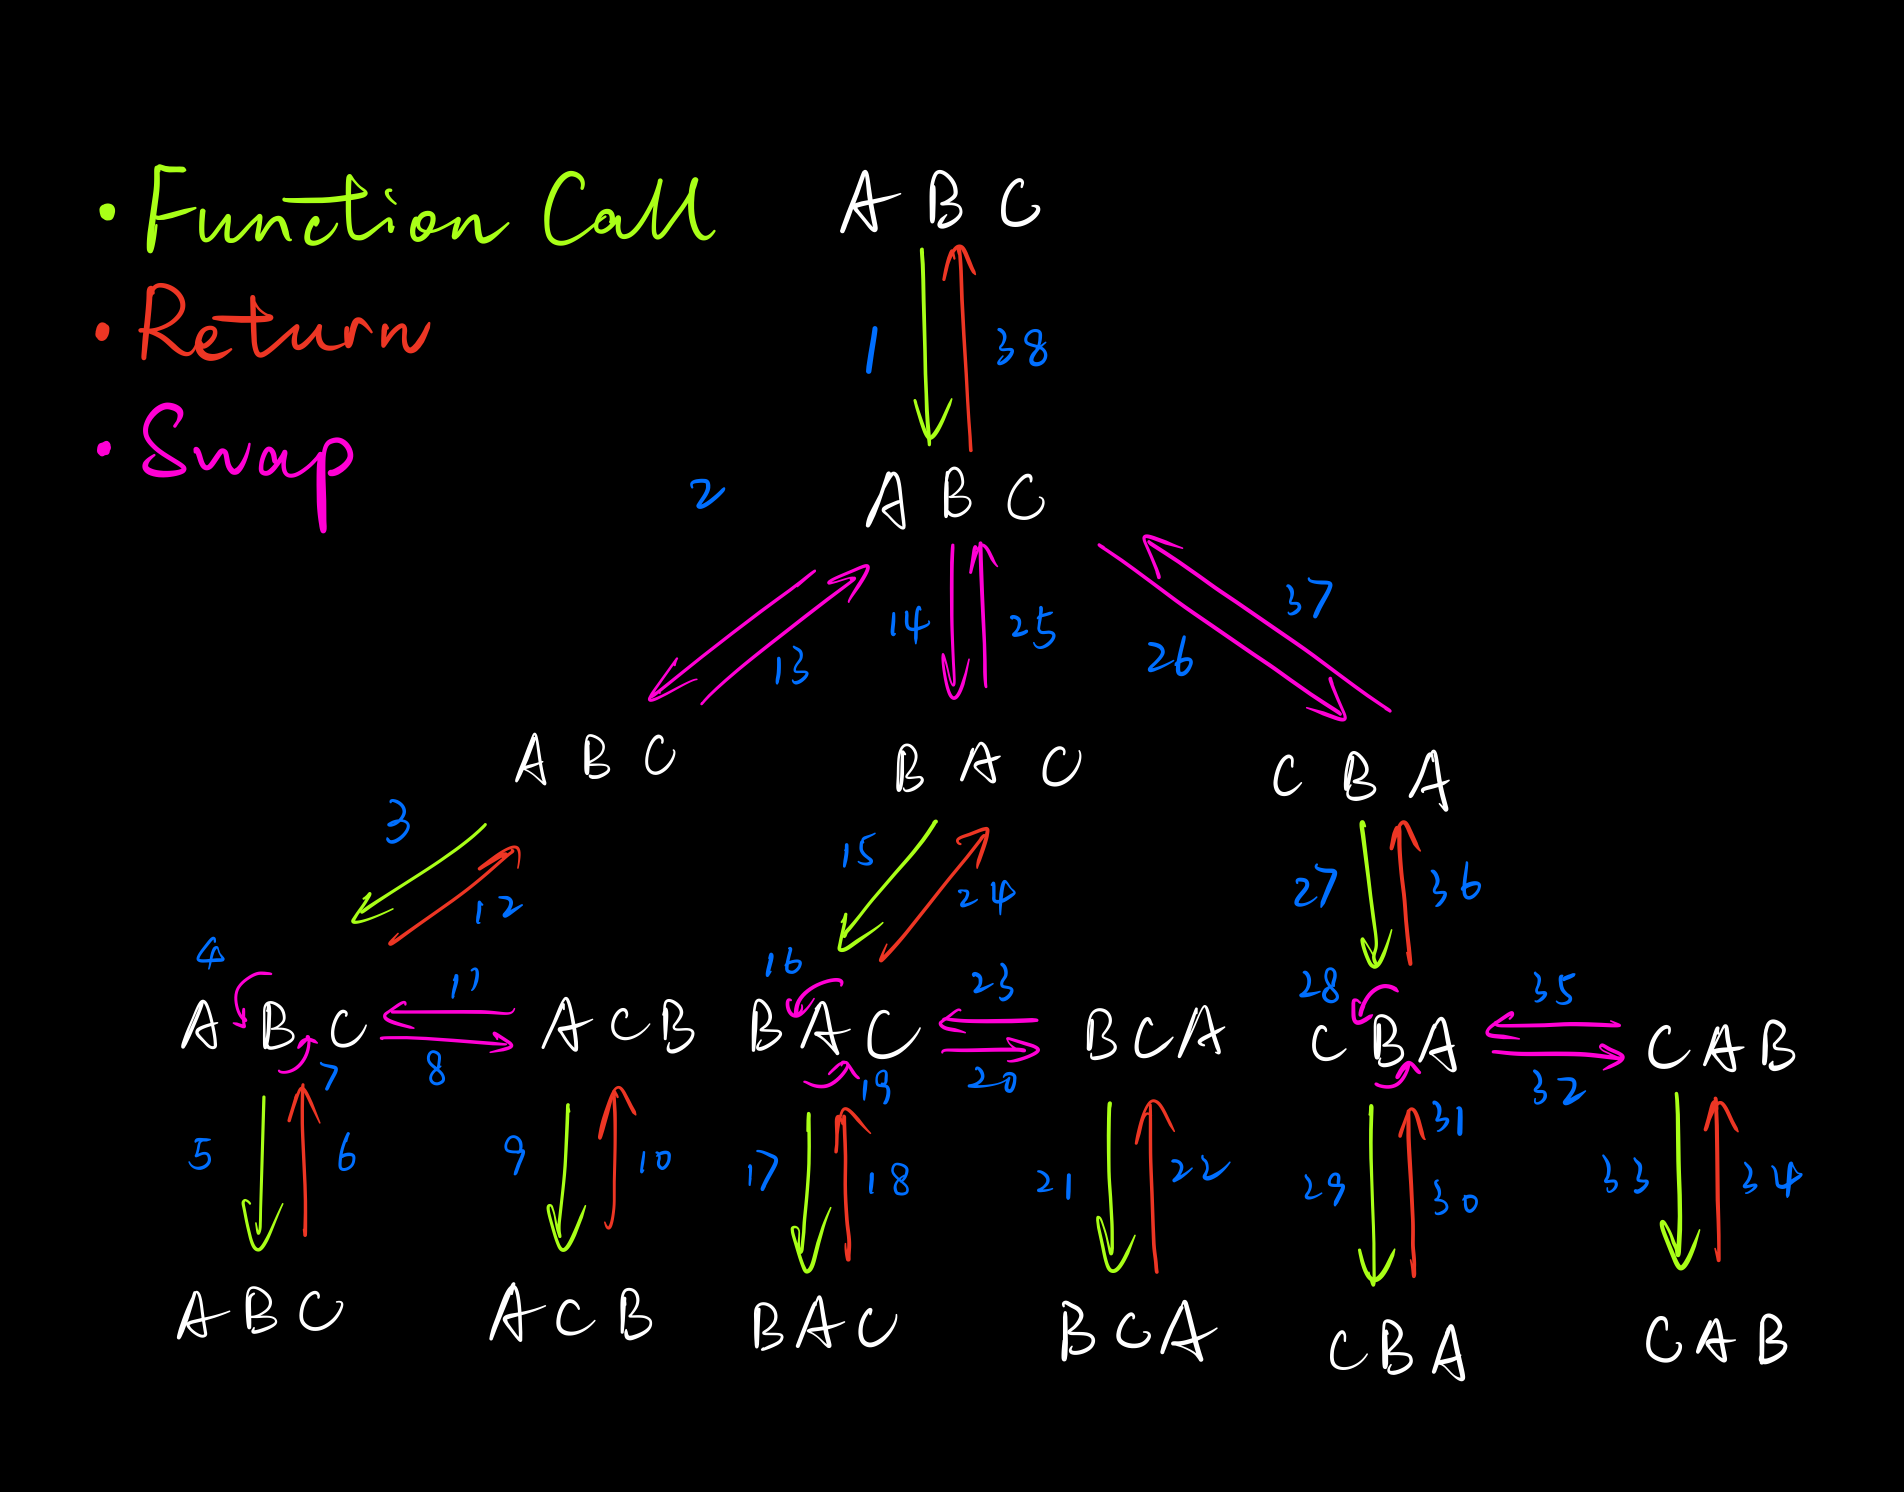 • Function Call
• Return
• Swap
A B C
1 38
2 A B C
13 14 25 26 37
A B C B A C C B A
3 12 15 24 27 36
4 11 16 23 28 35
A B C A C B B A C B C A C B A C A B
7 8 19 20 31 32
5 6 9 10 17 18 21 22 29 30 33 34
A B C A C B B A C B C A C B A C A B